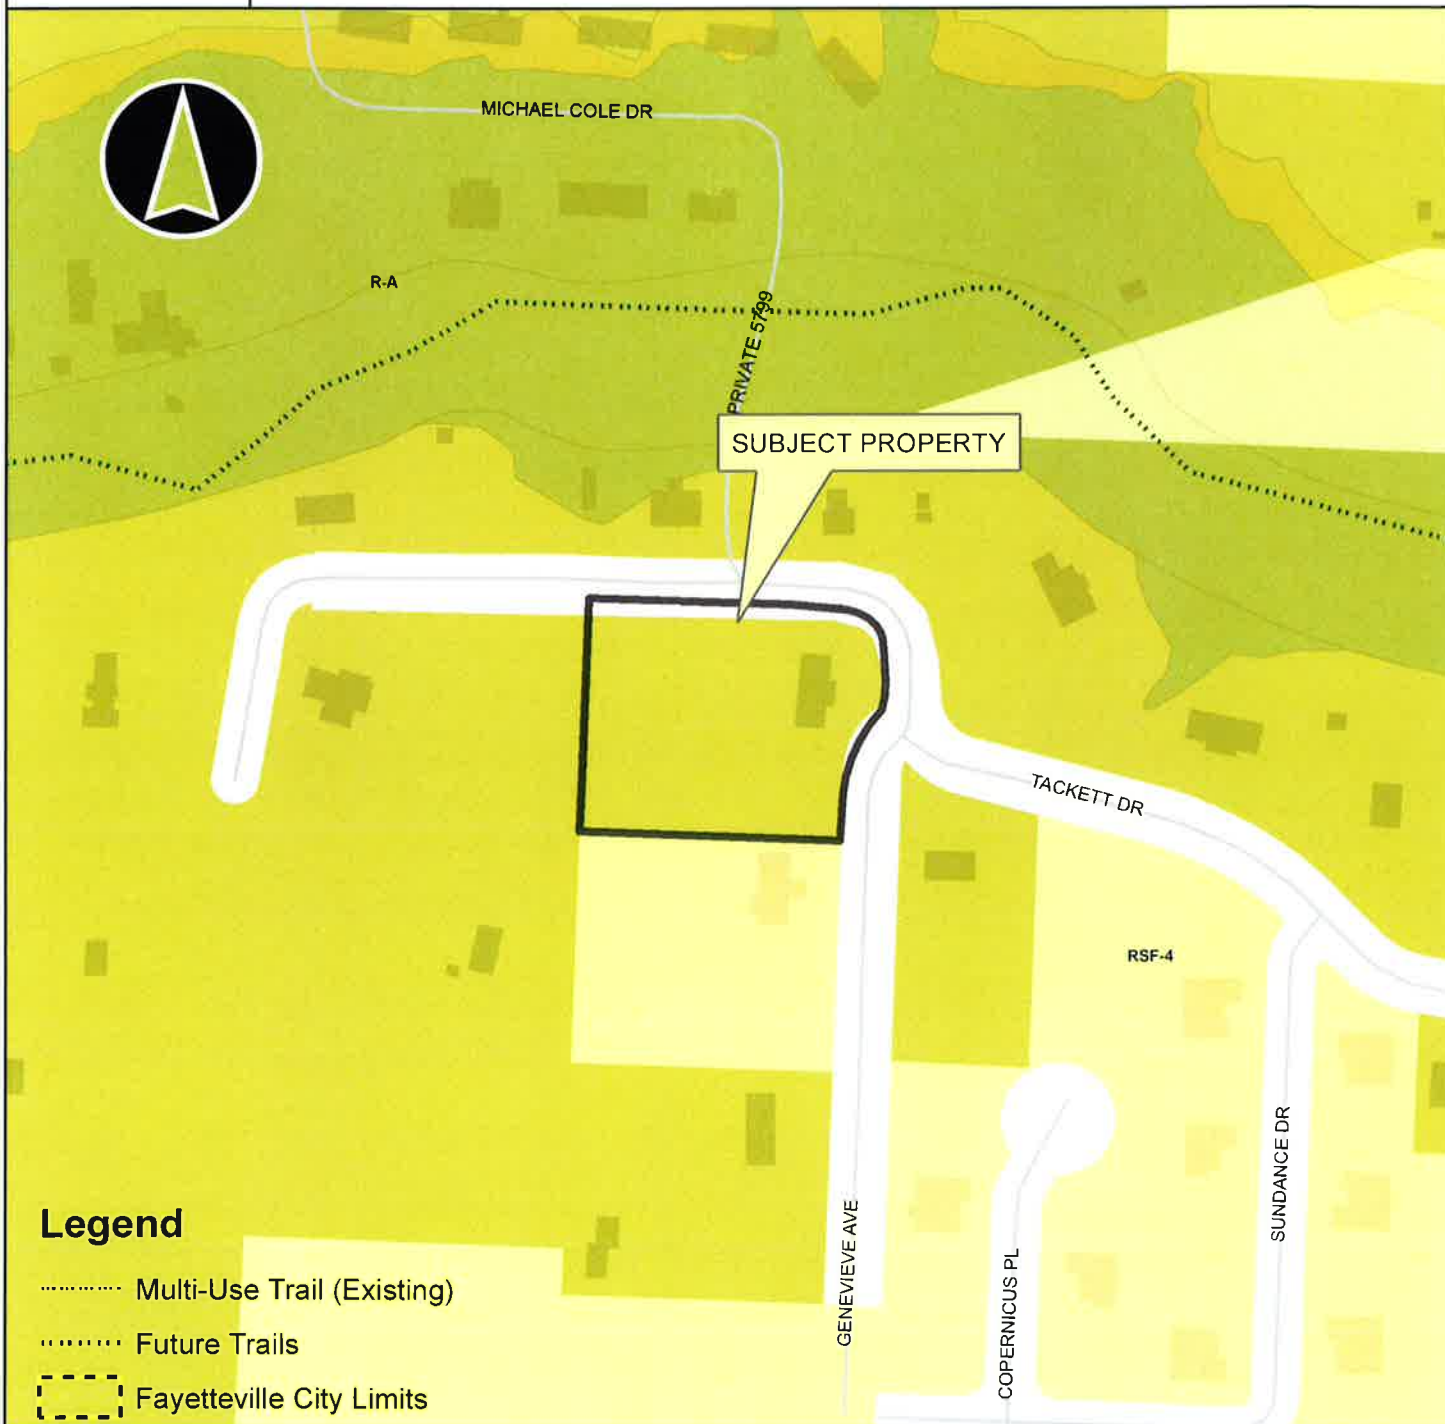 MICHAEL COLE DR
R-A
PRIVATE 5799
SUBJECT PROPERTY
TACKETT DR
RSF-4
SUNDANCE DR
GENEVIEVE AVE
COPERNICUS PL
Legend
Multi-Use Trail (Existing)
Future Trails
Fayetteville City Limits